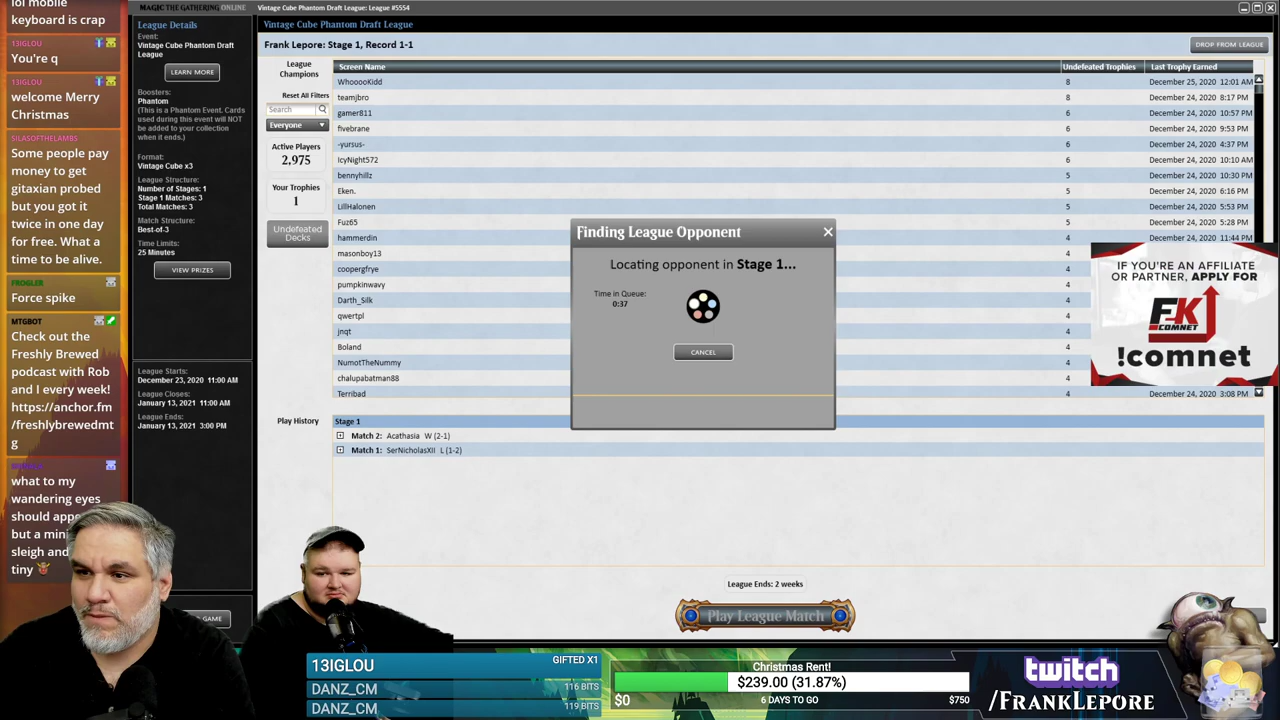 lol mobile
keyboard is crap
13IGLOU
You're q
13IGLOU
welcome Merry
Christmas
SILASOFTHELAMBS
Some people pay
money to get
gitaxian probed
but you got it
twice in one day
for free. What a
time to be alive.
FROGLER
Force spike
MTGBOT
Check out the
Freshly Brewed
podcast with Rob
and I every week!
https://anchor.fm
/freshlybrewedmt
g
what to my
wandering eyes
should appe
but a mini
sleigh and
tiny
MAGIC THE GATHERING ONLINE
Vintage Cube Phantom Draft League: League #5554
League Details
Event:
Vintage Cube Phantom Draft
League
LEARN MORE
Boosters:
Phantom
(This is a Phantom Event. Cards
used during this event will NOT
be added to your collection
when it ends.)
Format:
Vintage Cube x3
League Structure:
Number of Stages: 1
Stage 1 Matches: 3
Total Matches: 3
Match Structure:
Best-of-3
Time Limits:
25 Minutes
VIEW PRIZES
League Starts:
December 23, 2020 11:00 AM
League Closes:
January 13, 2021 11:00 AM
League Ends:
January 13, 2021 3:00 PM
GAME
Vintage Cube Phantom Draft League
Frank Lepore: Stage 1, Record 1-1
DROP FROM LEAGUE
League
Champions
Reset All Filters
Search
Everyone
Active Players
2,975
Your Trophies
1
Undefeated
Decks
Screen Name Undefeated Trophies Last Trophy Earned
WhooooKidd 8 December 25, 2020 12:01 AM
teamjbro 8 December 24, 2020 8:17 PM
gamer811 6 December 24, 2020 10:57 PM
fivebrane 6 December 24, 2020 9:53 PM
-yursus- 6 December 24, 2020 4:37 PM
IcyNight572 6 December 24, 2020 10:10 AM
bennyhillz 5 December 24, 2020 10:30 PM
Eken. 5 December 24, 2020 6:16 PM
LillHalonen 5 December 24, 2020 5:53 PM
Fuz65 5 December 24, 2020 5:28 PM
hammerdin 4 December 24, 2020 11:44 PM
masonboy13 4
coopergfrye 4
pumpkinwavy 4
Darth_Silk 4
qwertpl 4
jnqt 4
Boland 4
NumotTheNummy 4
chalupabatman88 4
Terribad 4 December 24, 2020 3:08 PM
Finding League Opponent
Locating opponent in Stage 1...
Time in Queue:
0:37
CANCEL
IF YOU'RE AN AFFILIATE
OR PARTNER, APPLY FOR
COMNET
!comnet
Play History
Stage 1
Match 2: Acathasia W (2-1)
Match 1: SerNicholasXII L (1-2)
League Ends: 2 weeks
Play League Match
13IGLOU GIFTED X1
DANZ_CM 116 BITS
DANZ_CM 119 BITS
Christmas Rent!
$239.00 (31.87%)
$0 6 DAYS TO GO $750
twitch
/FRANKLEPORE